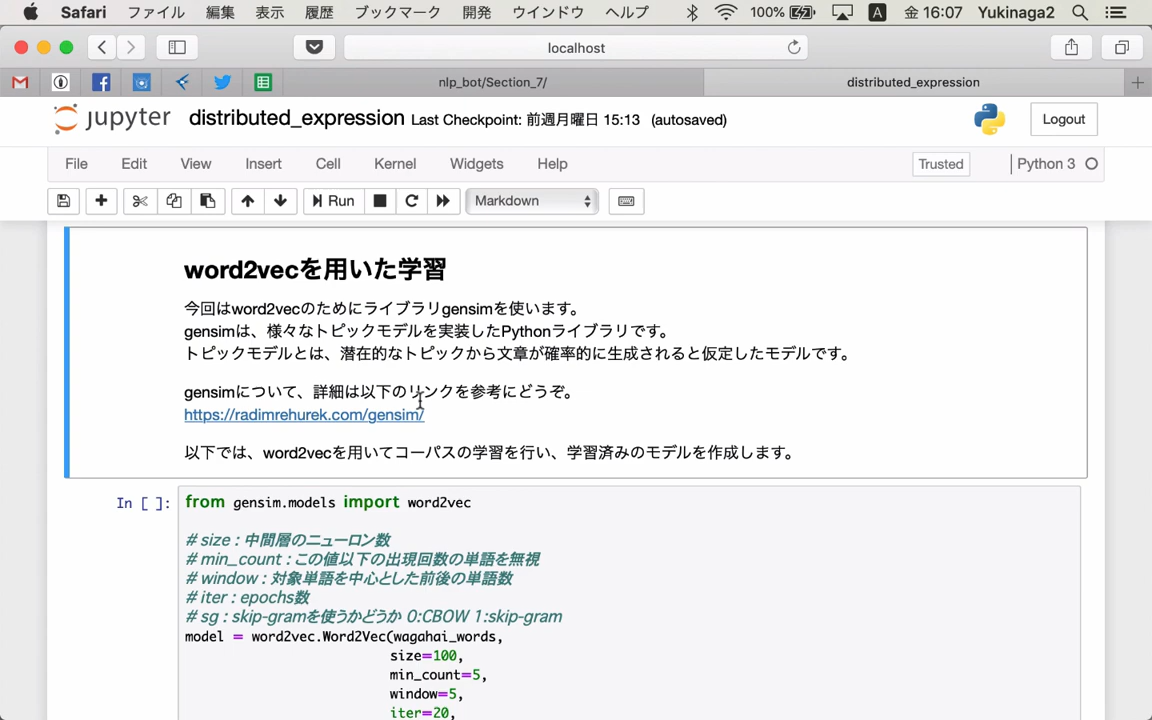 Safari ファイル 編集 表示 履歴 ブックマーク 開発 ウインドウ ヘルプ 100% A 金 16:07 Yukinaga2
localhost
nlp_bot/Section_7/ distributed_expression
jupyter distributed_expression Last Checkpoint: 前週月曜日 15:13 (autosaved) Logout
File Edit View Insert Cell Kernel Widgets Help Trusted Python 3
Run Markdown
word2vecを用いた学習
今回はword2vecのためにライブラリgensimを使います。
gensimは、様々なトピックモデルを実装したPythonライブラリです。
トピックモデルとは、潜在的なトピックから文章が確率的に生成されると仮定したモデルです。
gensimについて、詳細は以下のリンクを参考にどうぞ。
https://radimrehurek.com/gensim/
以下では、word2vecを用いてコーパスの学習を行い、学習済みのモデルを作成します。
In [ ]: from gensim.models import word2vec
# size : 中間層のニューロン数
# min_count : この値以下の出現回数の単語を無視
# window : 対象単語を中心とした前後の単語数
# iter : epochs数
# sg : skip-gramを使うかどうか 0:CBOW 1:skip-gram
model = word2vec.Word2Vec(wagahai_words,
size=100,
min_count=5,
window=5,
iter=20,